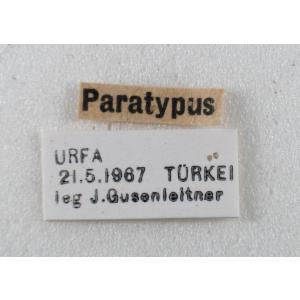 Paratypus
URFA
21.5.1967 TÜRKEI
leg J.Gusenleitner